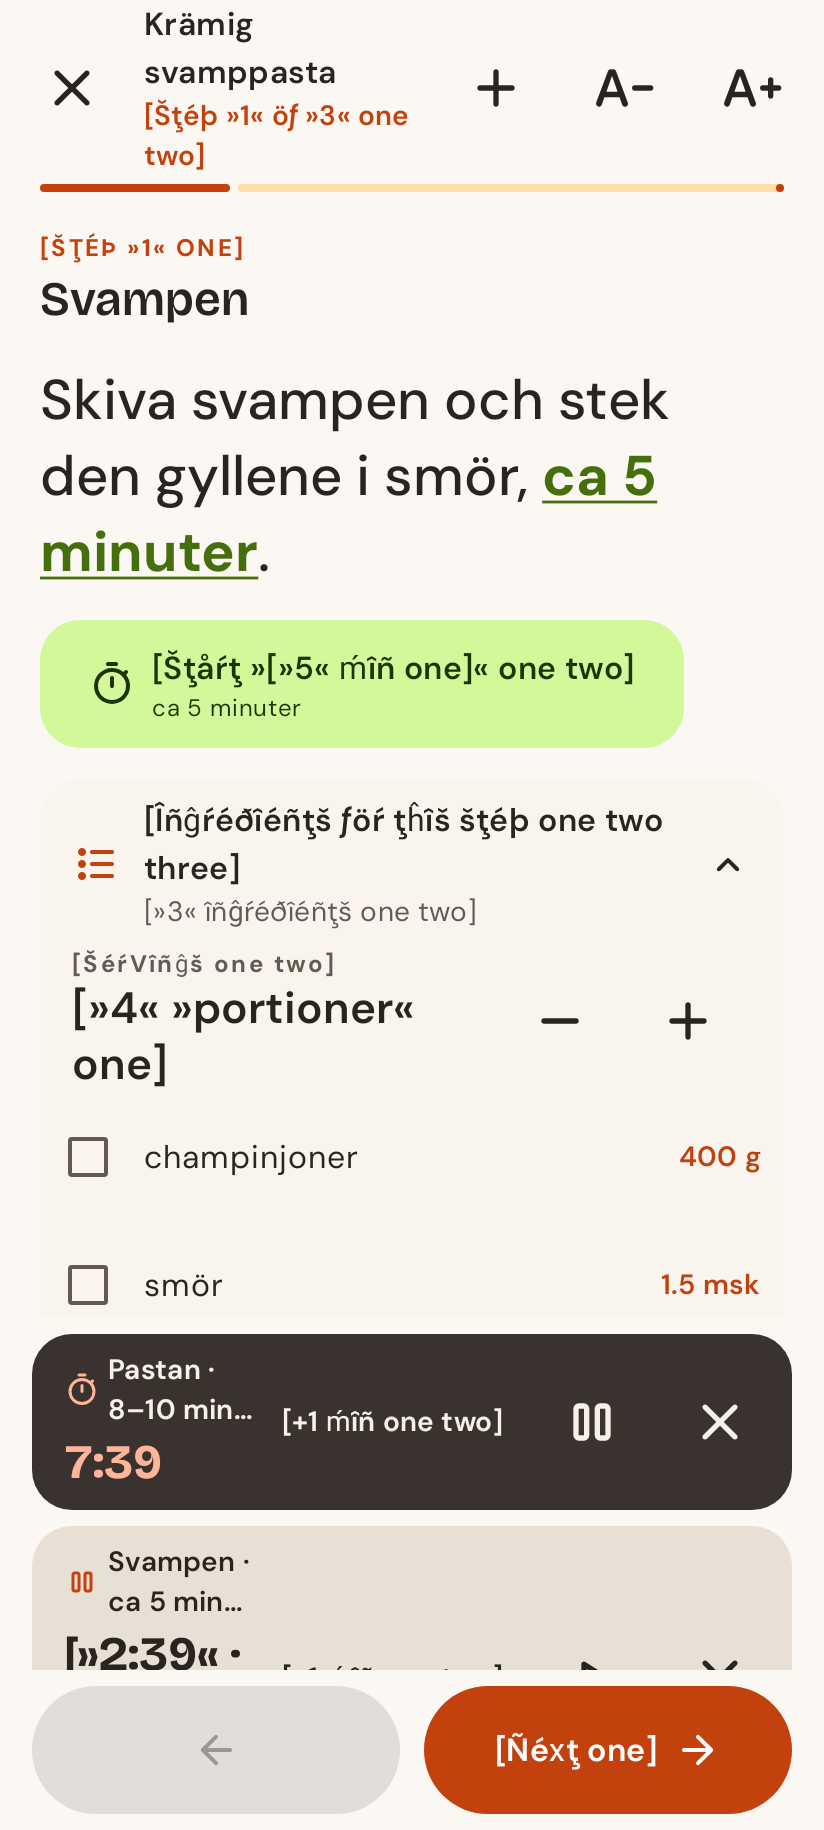 Krämig
svamppasta
[Šţéþ »1« öƒ »3« one
two]
A−
A+
[ŠŢÉÞ »1« ONE]
Svampen
Skiva svampen och stek
den gyllene i smör, ca 5
minuter.
[Šţåŕţ »[»5« ḿîñ one]« one two]
ca 5 minuter
[Îñĝŕéðîéñţš ƒöŕ ţĥîš šţéþ one two
three]
[»3« îñĝŕéðîéñţš one two]
[ŠéŕVîñĝš one two]
[»4« »portioner«
one]
champinjoner 400 g
smör 1.5 msk
Pastan ·
8–10 min…
[+1 ḿîñ one two]
7:39
Svampen ·
ca 5 min…
[»2:39« ·
[Ñéxţ one]